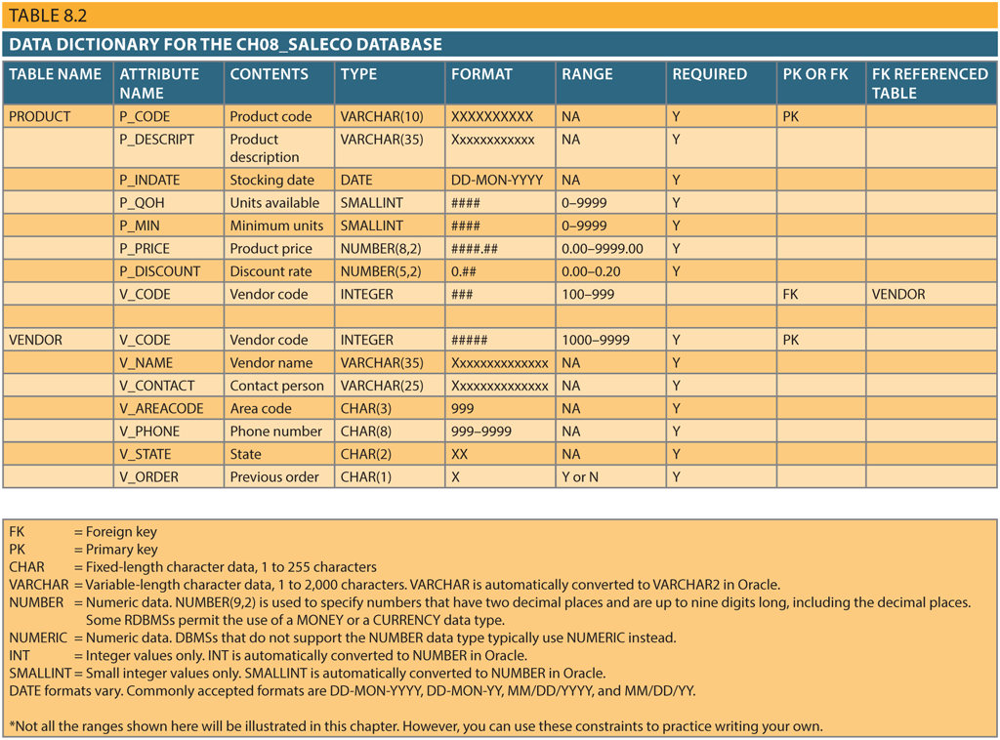 TABLE 8.2
DATA DICTIONARY FOR THE CH08_SALECO DATABASE
TABLE NAME ATTRIBUTE NAME CONTENTS TYPE FORMAT RANGE REQUIRED PK OR FK FK REFERENCED TABLE
PRODUCT P_CODE Product code VARCHAR(10) XXXXXXXXXX NA Y PK
P_DESCRIPT Product description VARCHAR(35) Xxxxxxxxxxxx NA Y
P_INDATE Stocking date DATE DD-MON-YYYY NA Y
P_QOH Units available SMALLINT #### 0–9999 Y
P_MIN Minimum units SMALLINT #### 0–9999 Y
P_PRICE Product price NUMBER(8,2) ####.## 0.00–9999.00 Y
P_DISCOUNT Discount rate NUMBER(5,2) 0.## 0.00–0.20 Y
V_CODE Vendor code INTEGER ### 100–999 FK VENDOR
VENDOR V_CODE Vendor code INTEGER ##### 1000–9999 Y PK
V_NAME Vendor name VARCHAR(35) Xxxxxxxxxxxxxx NA Y
V_CONTACT Contact person VARCHAR(25) Xxxxxxxxxxxxxx NA Y
V_AREACODE Area code CHAR(3) 999 NA Y
V_PHONE Phone number CHAR(8) 999–9999 NA Y
V_STATE State CHAR(2) XX NA Y
V_ORDER Previous order CHAR(1) X Y or N Y
FK = Foreign key
PK = Primary key
CHAR = Fixed-length character data, 1 to 255 characters
VARCHAR = Variable-length character data, 1 to 2,000 characters. VARCHAR is automatically converted to VARCHAR2 in Oracle.
NUMBER = Numeric data. NUMBER(9,2) is used to specify numbers that have two decimal places and are up to nine digits long, including the decimal places.
Some RDBMSs permit the use of a MONEY or a CURRENCY data type.
NUMERIC = Numeric data. DBMSs that do not support the NUMBER data type typically use NUMERIC instead.
INT = Integer values only. INT is automatically converted to NUMBER in Oracle.
SMALLINT = Small integer values only. SMALLINT is automatically converted to NUMBER in Oracle.
DATE formats vary. Commonly accepted formats are DD-MON-YYYY, DD-MON-YY, MM/DD/YYYY, and MM/DD/YY.
*Not all the ranges shown here will be illustrated in this chapter. However, you can use these constraints to practice writing your own.